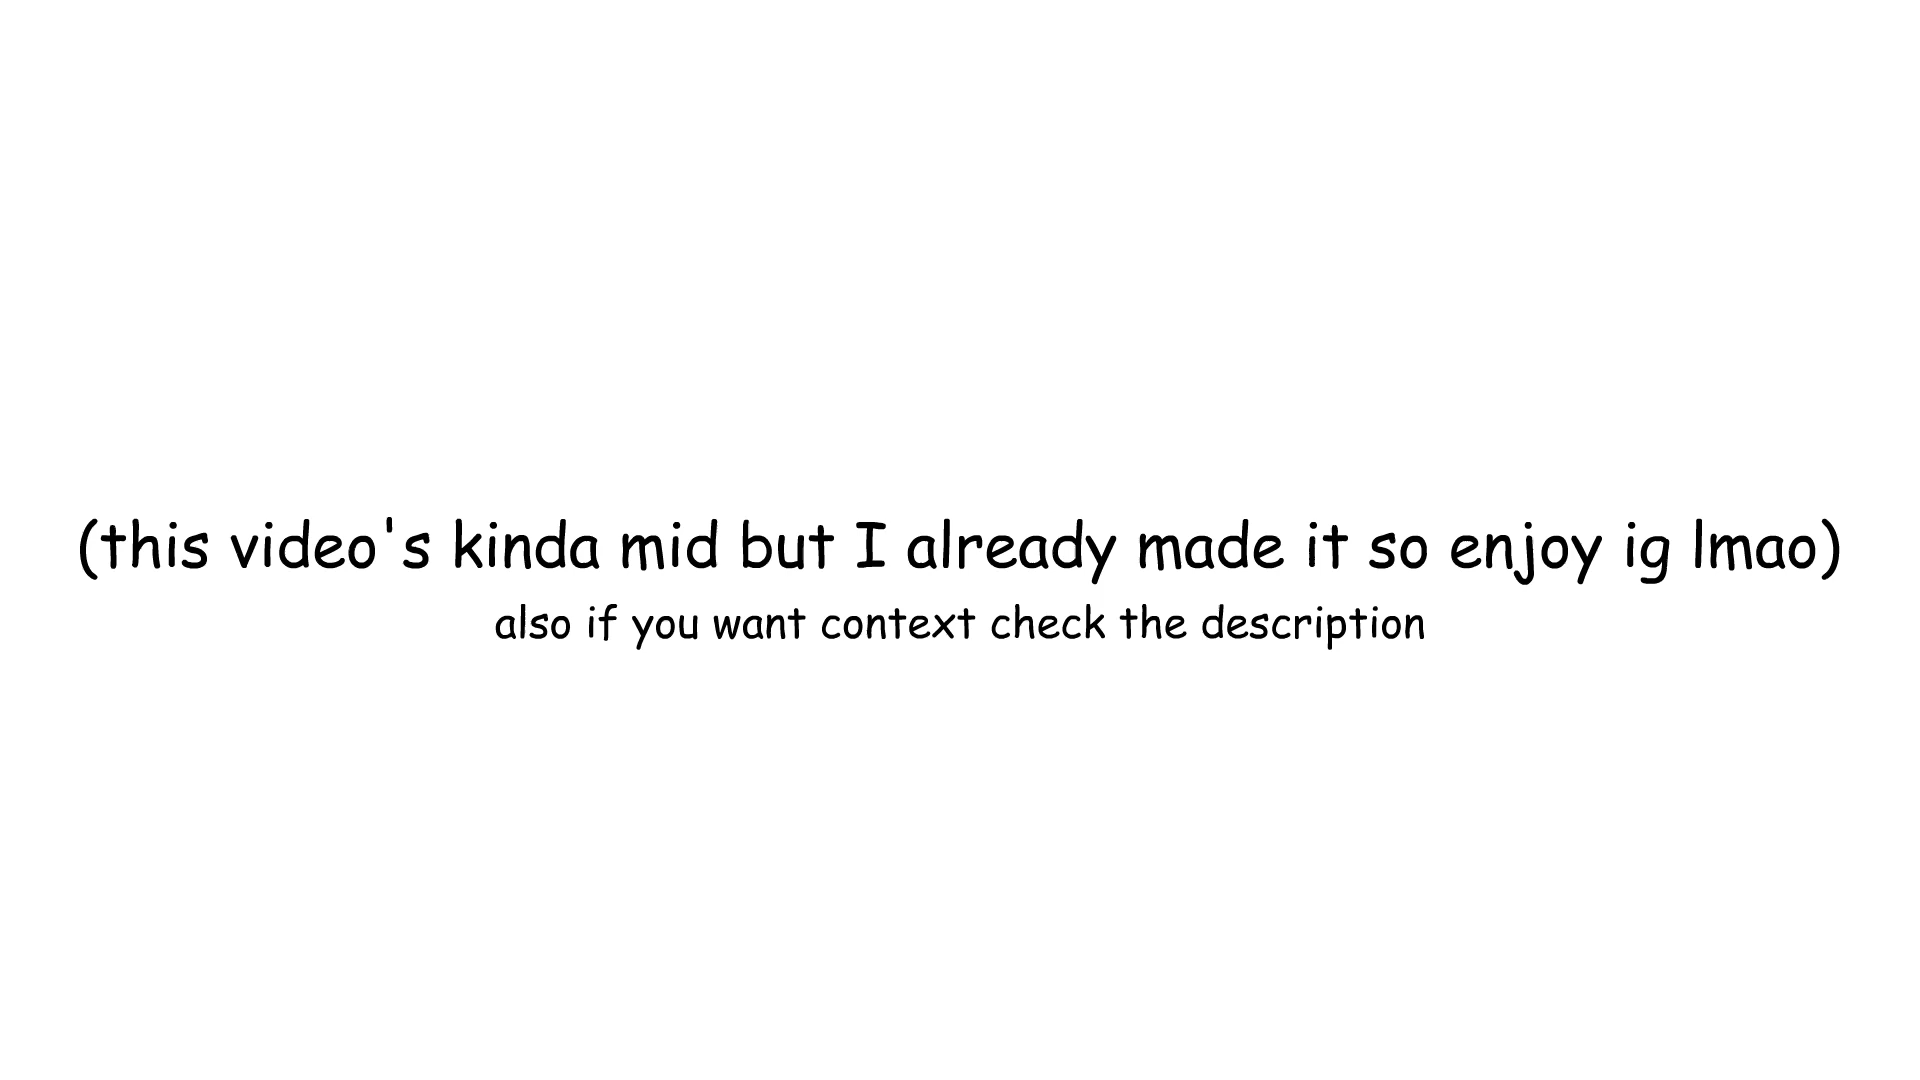 (this video's kinda mid but I already made it so enjoy ig lmao)
also if you want context check the description